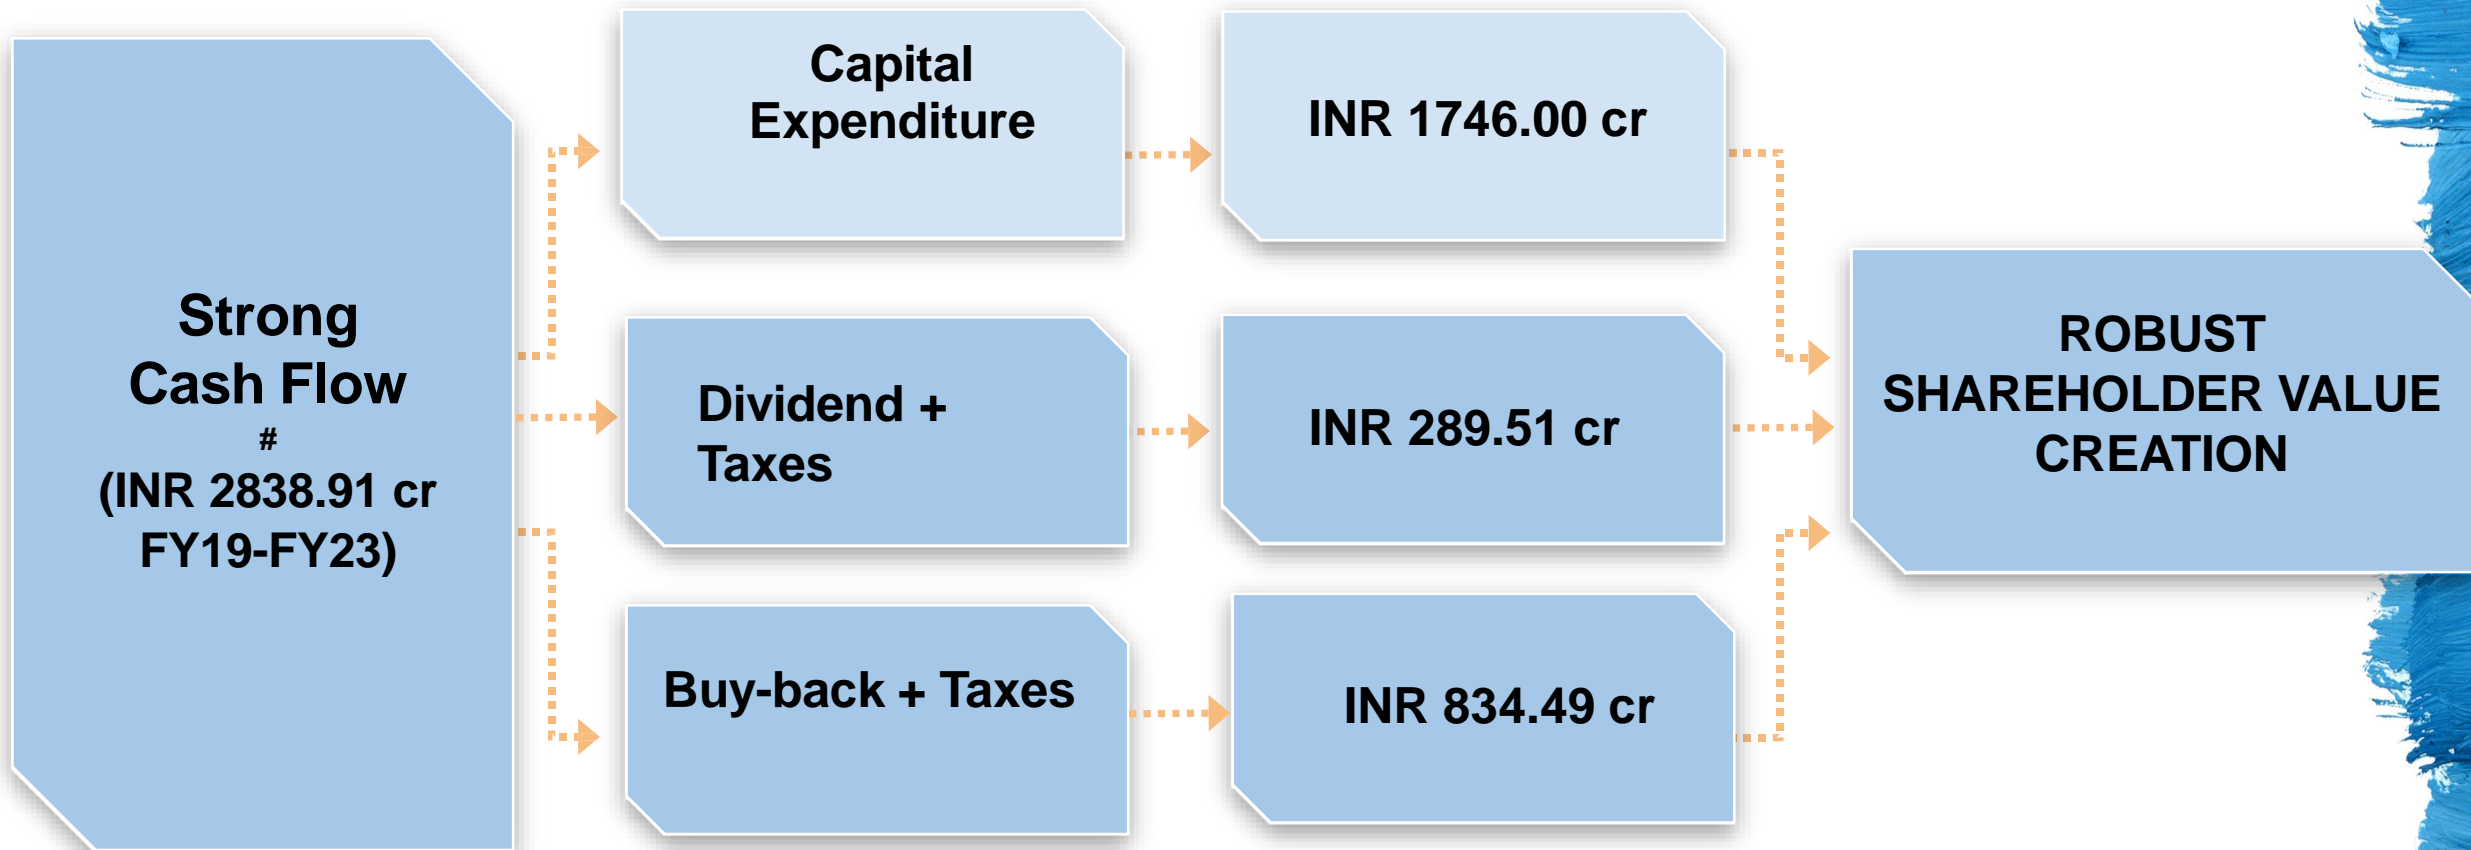 Strong
Cash Flow
#
(INR 2838.91 cr
FY19-FY23)
Capital
Expenditure
INR 1746.00 cr
Dividend +
Taxes
INR 289.51 cr
Buy-back + Taxes
INR 834.49 cr
ROBUST
SHAREHOLDER VALUE
CREATION